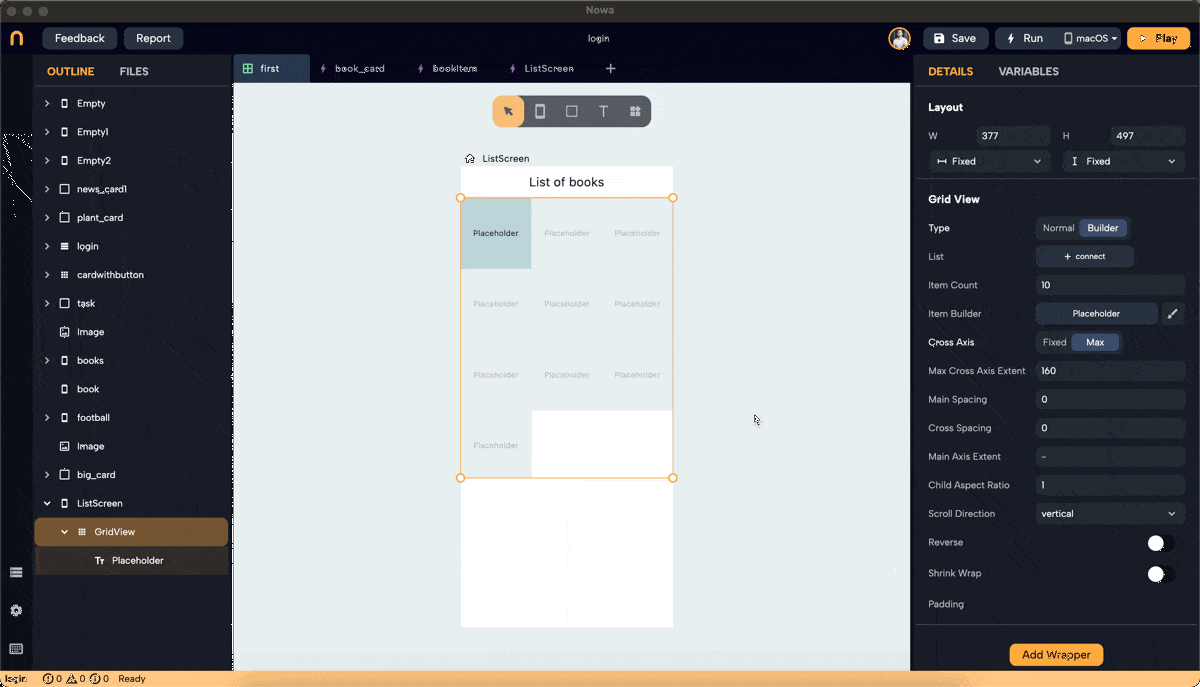 Nowa
Feedback
Report
login
Save
Run
macOS
Play
OUTLINE
FILES
first
book_card
bookItem
ListScreen
DETAILS
VARIABLES
Empty
Empty1
Empty2
news_card1
plant_card
login
cardwithbutton
task
Image
books
book
football
Image
big_card
ListScreen
GridView
Tт Placeholder
ListScreen
List of books
Placeholder Placeholder Placeholder
Placeholder Placeholder Placeholder
Placeholder Placeholder Placeholder
Placeholder
Layout
W 377 H 497
Fixed Fixed
Grid View
Type Normal Builder
List + connect
Item Count 10
Item Builder Placeholder
Cross Axis Fixed Max
Max Cross Axis Extent 160
Main Spacing 0
Cross Spacing 0
Main Axis Extent -
Child Aspect Ratio 1
Scroll Direction vertical
Reverse
Shrink Wrap
Padding
Add Wrapper
login 0 0 0 Ready